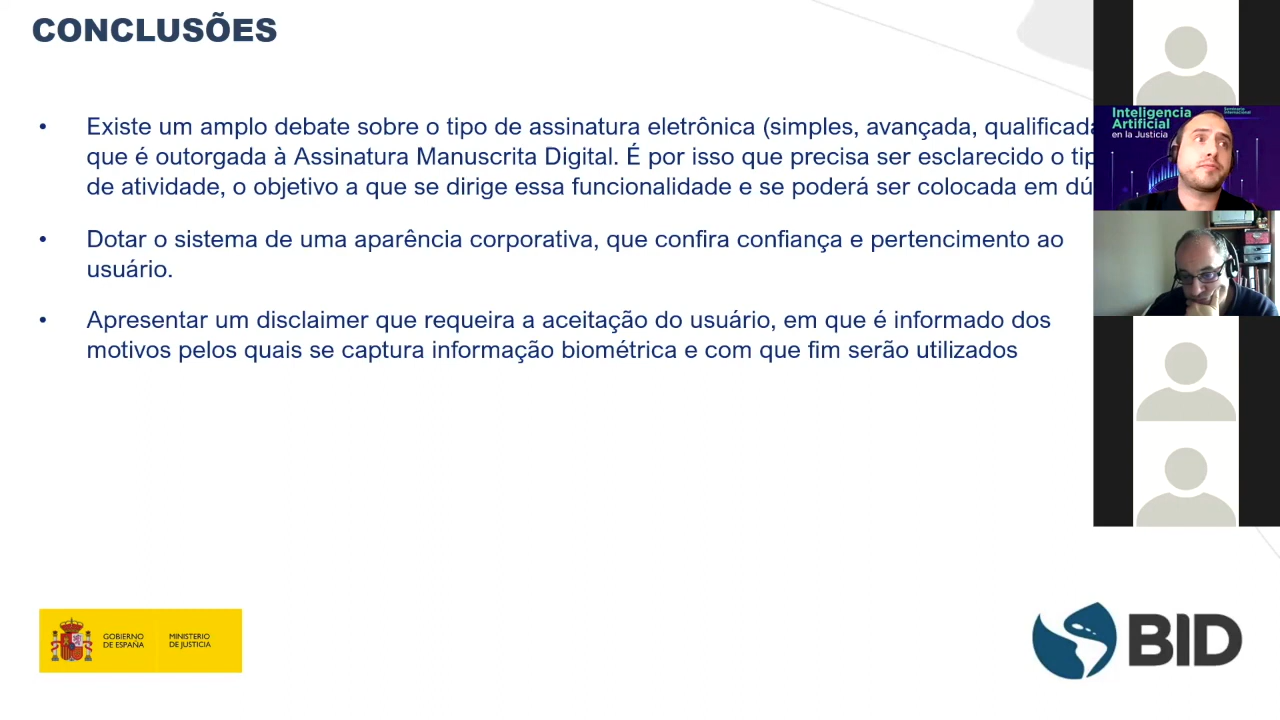 CONCLUSÕES
• Existe um amplo debate sobre o tipo de assinatura eletrônica (simples, avançada, qualificada
que é outorgada à Assinatura Manuscrita Digital. É por isso que precisa ser esclarecido o
de atividade, o objetivo a que se dirige essa funcionalidade e se poderá ser colocada em
• Dotar o sistema de uma aparência corporativa, que confira confiança e pertencimento ao
usuário.
• Apresentar um disclaimer que requeira a aceitação do usuário, em que é informado dos
motivos pelos quais se captura informação biométrica e com que fim serão utilizados
Inteligencia
Artificial
en la Justicia
Seminario
Internacional
GOBIERNO
DE ESPAÑA
MINISTERIO
DE JUSTICIA
BID